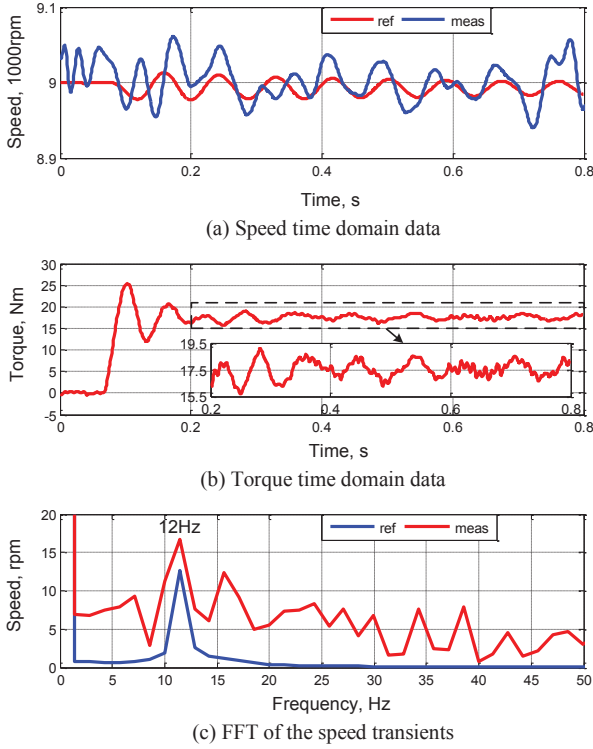 9.1
ref meas
Speed, 1000rpm
9
8.9
0 0.2 0.4 0.6 0.8
Time, s
(a) Speed time domain data
30
25
20
15
10
5
0
-5
Torque, Nm
19.5
17.5
15.5
0.2 0.4 0.6 0.8
0 0.2 0.4 0.6 0.8
Time, s
(b) Torque time domain data
20
15
10
5
0
Speed, rpm
12Hz
ref meas
0 5 10 15 20 25 30 35 40 45 50
Frequency, Hz
(c) FFT of the speed transients